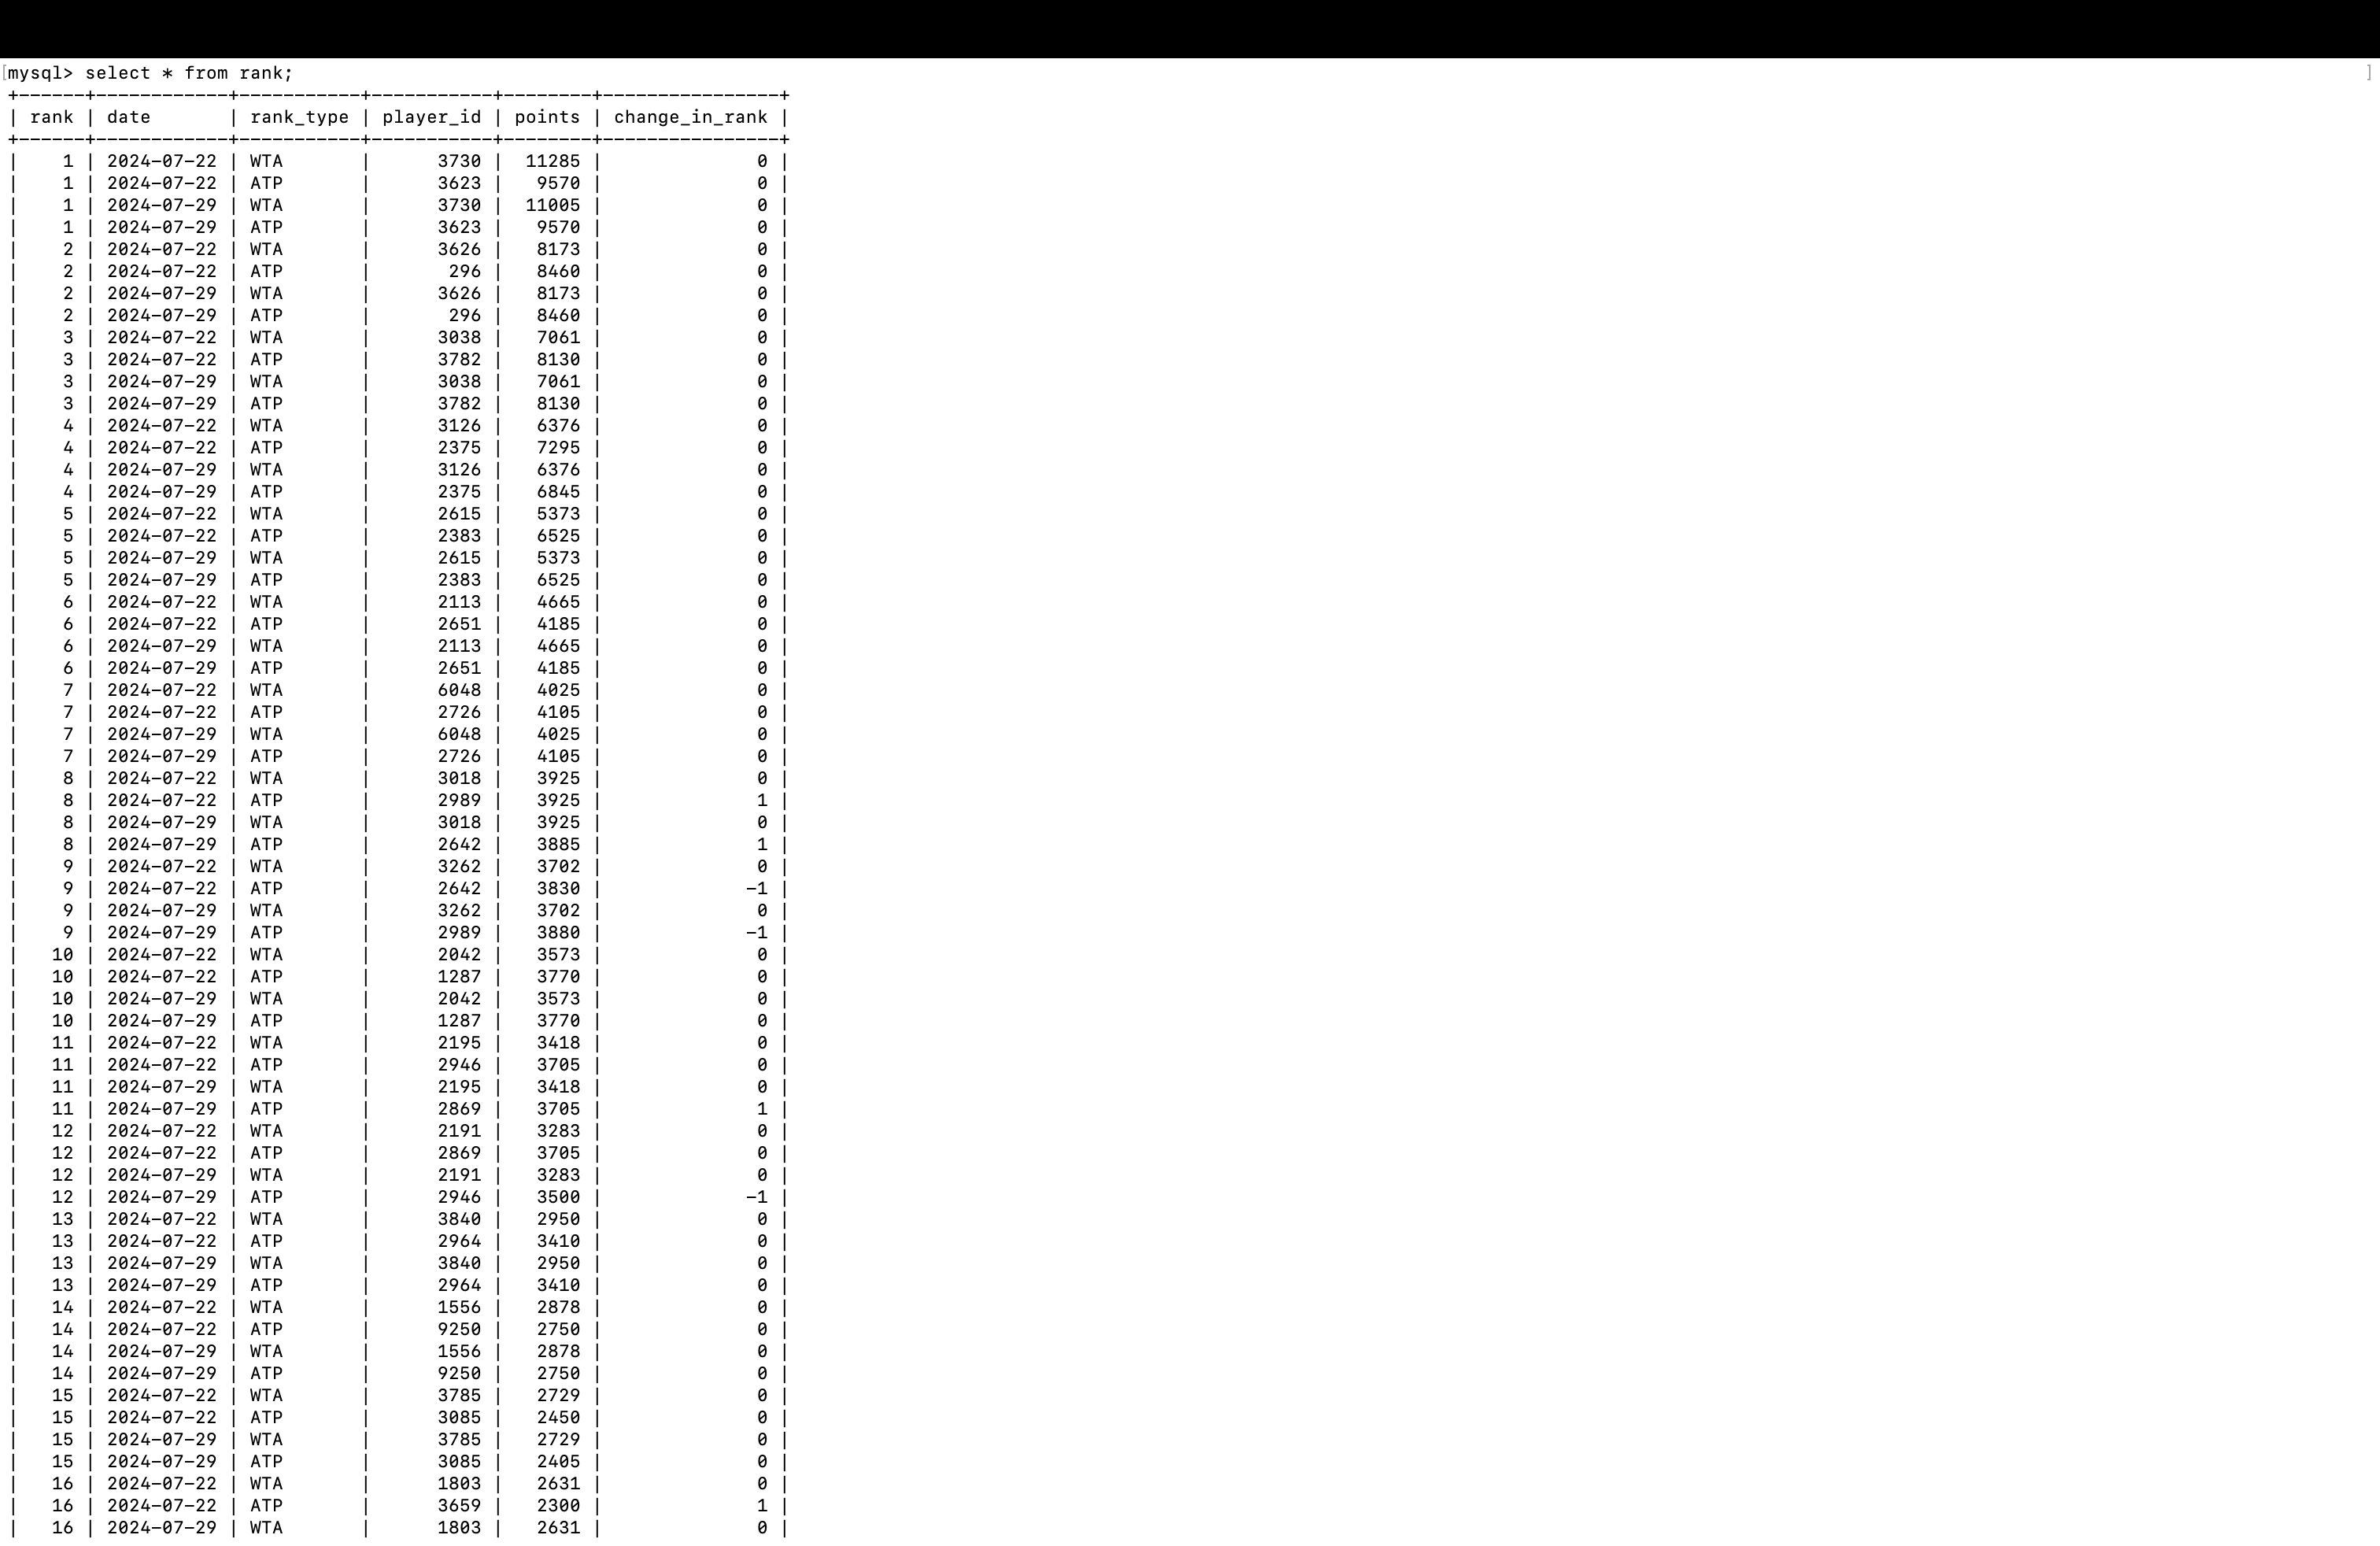 [mysql> select * from rank; ]
+------+------------+-----------+-----------+--------+----------------+
| rank | date       | rank_type | player_id | points | change_in_rank |
+------+------------+-----------+-----------+--------+----------------+
|    1 | 2024-07-22 | WTA       |      3730 |  11285 |              0 |
|    1 | 2024-07-22 | ATP       |      3623 |   9570 |              0 |
|    1 | 2024-07-29 | WTA       |      3730 |  11005 |              0 |
|    1 | 2024-07-29 | ATP       |      3623 |   9570 |              0 |
|    2 | 2024-07-22 | WTA       |      3626 |   8173 |              0 |
|    2 | 2024-07-22 | ATP       |       296 |   8460 |              0 |
|    2 | 2024-07-29 | WTA       |      3626 |   8173 |              0 |
|    2 | 2024-07-29 | ATP       |       296 |   8460 |              0 |
|    3 | 2024-07-22 | WTA       |      3038 |   7061 |              0 |
|    3 | 2024-07-22 | ATP       |      3782 |   8130 |              0 |
|    3 | 2024-07-29 | WTA       |      3038 |   7061 |              0 |
|    3 | 2024-07-29 | ATP       |      3782 |   8130 |              0 |
|    4 | 2024-07-22 | WTA       |      3126 |   6376 |              0 |
|    4 | 2024-07-22 | ATP       |      2375 |   7295 |              0 |
|    4 | 2024-07-29 | WTA       |      3126 |   6376 |              0 |
|    4 | 2024-07-29 | ATP       |      2375 |   6845 |              0 |
|    5 | 2024-07-22 | WTA       |      2615 |   5373 |              0 |
|    5 | 2024-07-22 | ATP       |      2383 |   6525 |              0 |
|    5 | 2024-07-29 | WTA       |      2615 |   5373 |              0 |
|    5 | 2024-07-29 | ATP       |      2383 |   6525 |              0 |
|    6 | 2024-07-22 | WTA       |      2113 |   4665 |              0 |
|    6 | 2024-07-22 | ATP       |      2651 |   4185 |              0 |
|    6 | 2024-07-29 | WTA       |      2113 |   4665 |              0 |
|    6 | 2024-07-29 | ATP       |      2651 |   4185 |              0 |
|    7 | 2024-07-22 | WTA       |      6048 |   4025 |              0 |
|    7 | 2024-07-22 | ATP       |      2726 |   4105 |              0 |
|    7 | 2024-07-29 | WTA       |      6048 |   4025 |              0 |
|    7 | 2024-07-29 | ATP       |      2726 |   4105 |              0 |
|    8 | 2024-07-22 | WTA       |      3018 |   3925 |              0 |
|    8 | 2024-07-22 | ATP       |      2989 |   3925 |              1 |
|    8 | 2024-07-29 | WTA       |      3018 |   3925 |              0 |
|    8 | 2024-07-29 | ATP       |      2642 |   3885 |              1 |
|    9 | 2024-07-22 | WTA       |      3262 |   3702 |              0 |
|    9 | 2024-07-22 | ATP       |      2642 |   3830 |             -1 |
|    9 | 2024-07-29 | WTA       |      3262 |   3702 |              0 |
|    9 | 2024-07-29 | ATP       |      2989 |   3880 |             -1 |
|   10 | 2024-07-22 | WTA       |      2042 |   3573 |              0 |
|   10 | 2024-07-22 | ATP       |      1287 |   3770 |              0 |
|   10 | 2024-07-29 | WTA       |      2042 |   3573 |              0 |
|   10 | 2024-07-29 | ATP       |      1287 |   3770 |              0 |
|   11 | 2024-07-22 | WTA       |      2195 |   3418 |              0 |
|   11 | 2024-07-22 | ATP       |      2946 |   3705 |              0 |
|   11 | 2024-07-29 | WTA       |      2195 |   3418 |              0 |
|   11 | 2024-07-29 | ATP       |      2869 |   3705 |              1 |
|   12 | 2024-07-22 | WTA       |      2191 |   3283 |              0 |
|   12 | 2024-07-22 | ATP       |      2869 |   3705 |              0 |
|   12 | 2024-07-29 | WTA       |      2191 |   3283 |              0 |
|   12 | 2024-07-29 | ATP       |      2946 |   3500 |             -1 |
|   13 | 2024-07-22 | WTA       |      3840 |   2950 |              0 |
|   13 | 2024-07-22 | ATP       |      2964 |   3410 |              0 |
|   13 | 2024-07-29 | WTA       |      3840 |   2950 |              0 |
|   13 | 2024-07-29 | ATP       |      2964 |   3410 |              0 |
|   14 | 2024-07-22 | WTA       |      1556 |   2878 |              0 |
|   14 | 2024-07-22 | ATP       |      9250 |   2750 |              0 |
|   14 | 2024-07-29 | WTA       |      1556 |   2878 |              0 |
|   14 | 2024-07-29 | ATP       |      9250 |   2750 |              0 |
|   15 | 2024-07-22 | WTA       |      3785 |   2729 |              0 |
|   15 | 2024-07-22 | ATP       |      3085 |   2450 |              0 |
|   15 | 2024-07-29 | WTA       |      3785 |   2729 |              0 |
|   15 | 2024-07-29 | ATP       |      3085 |   2405 |              0 |
|   16 | 2024-07-22 | WTA       |      1803 |   2631 |              0 |
|   16 | 2024-07-22 | ATP       |      3659 |   2300 |              1 |
|   16 | 2024-07-29 | WTA       |      1803 |   2631 |              0 |